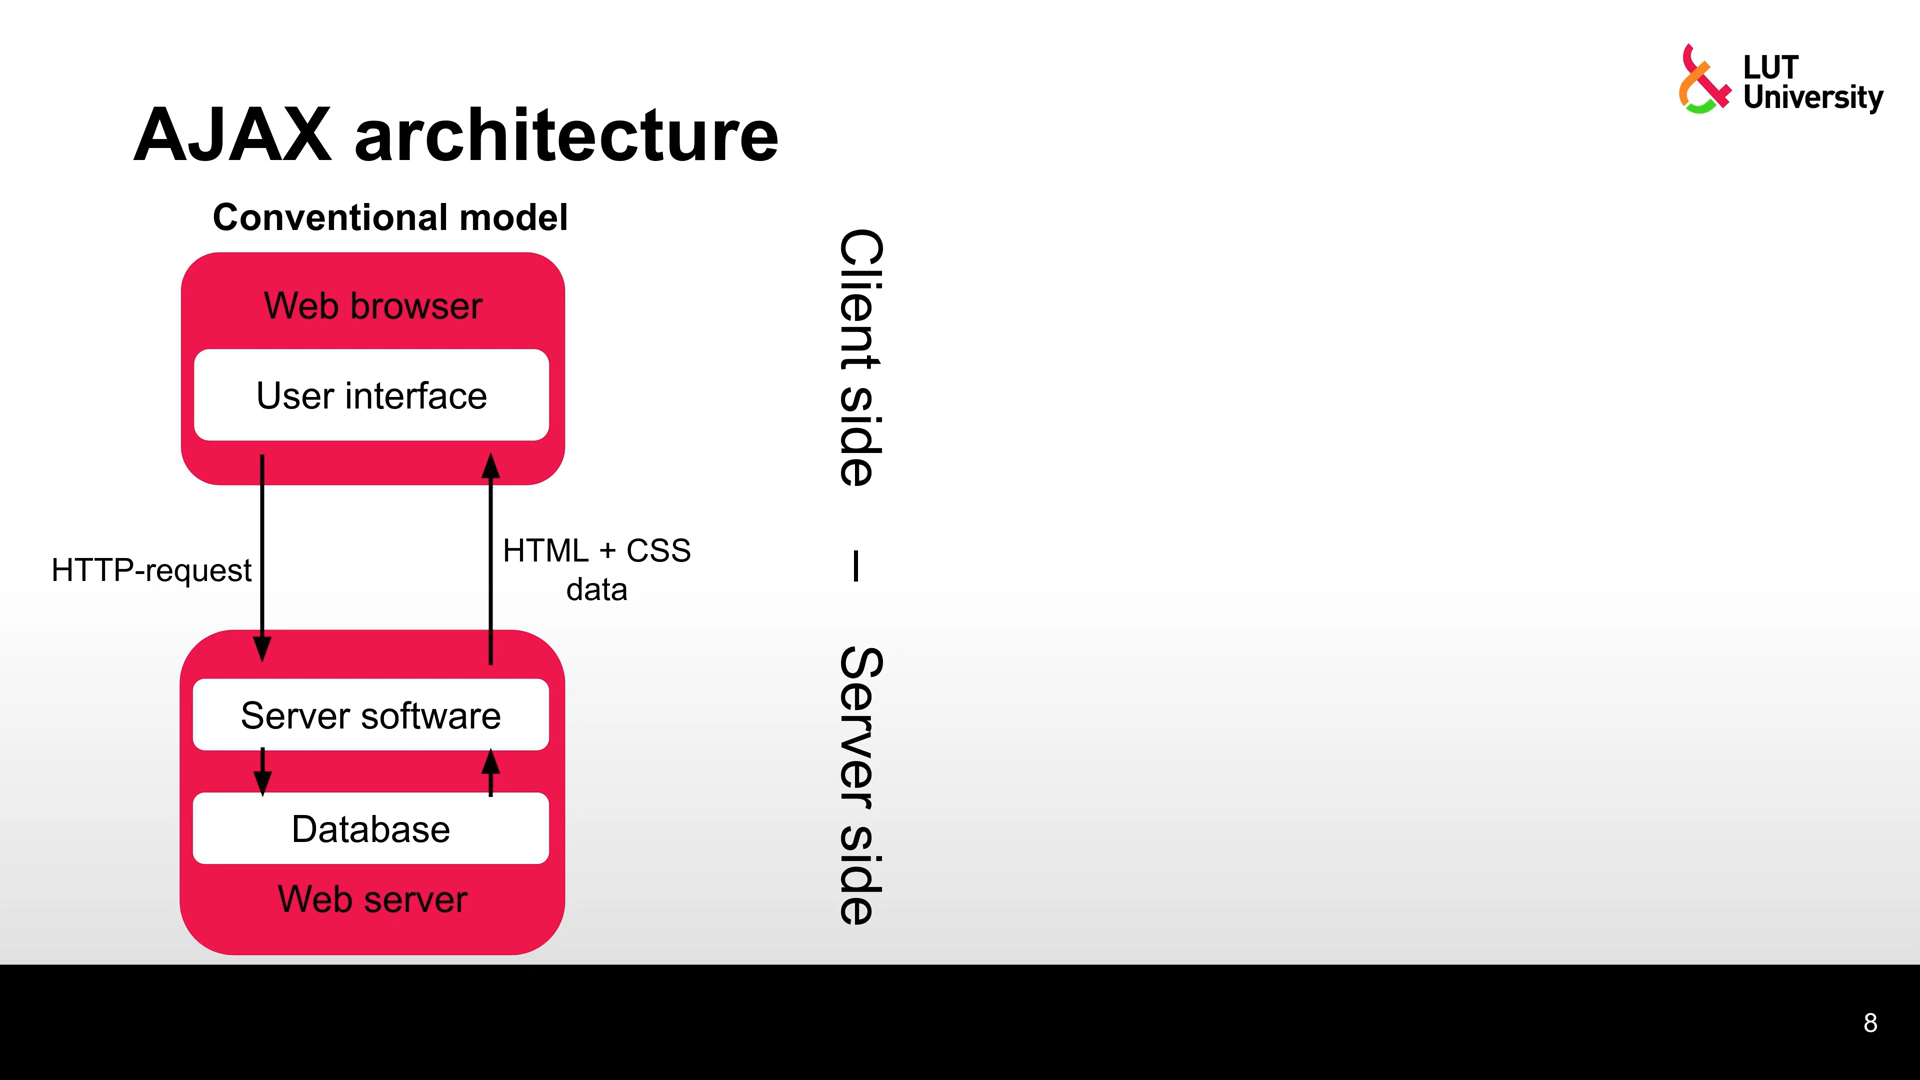 LUT
University
AJAX architecture
Conventional model
Web browser
User interface
HTTP-request
HTML + CSS
data
Server software
Database
Web server
Client side – Server side
8